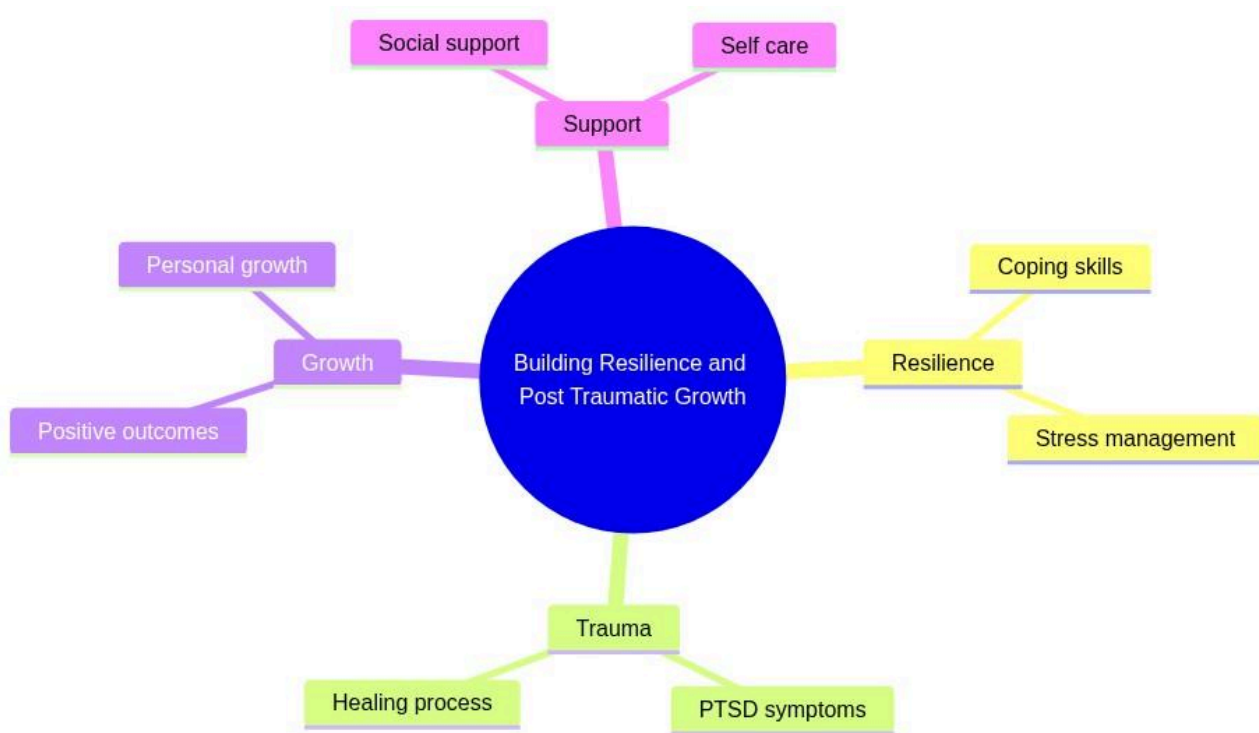 Social support
Self care
Support
Personal growth
Coping skills
Growth
Building Resilience and
Post Traumatic Growth
Resilience
Positive outcomes
Stress management
Trauma
Healing process
PTSD symptoms